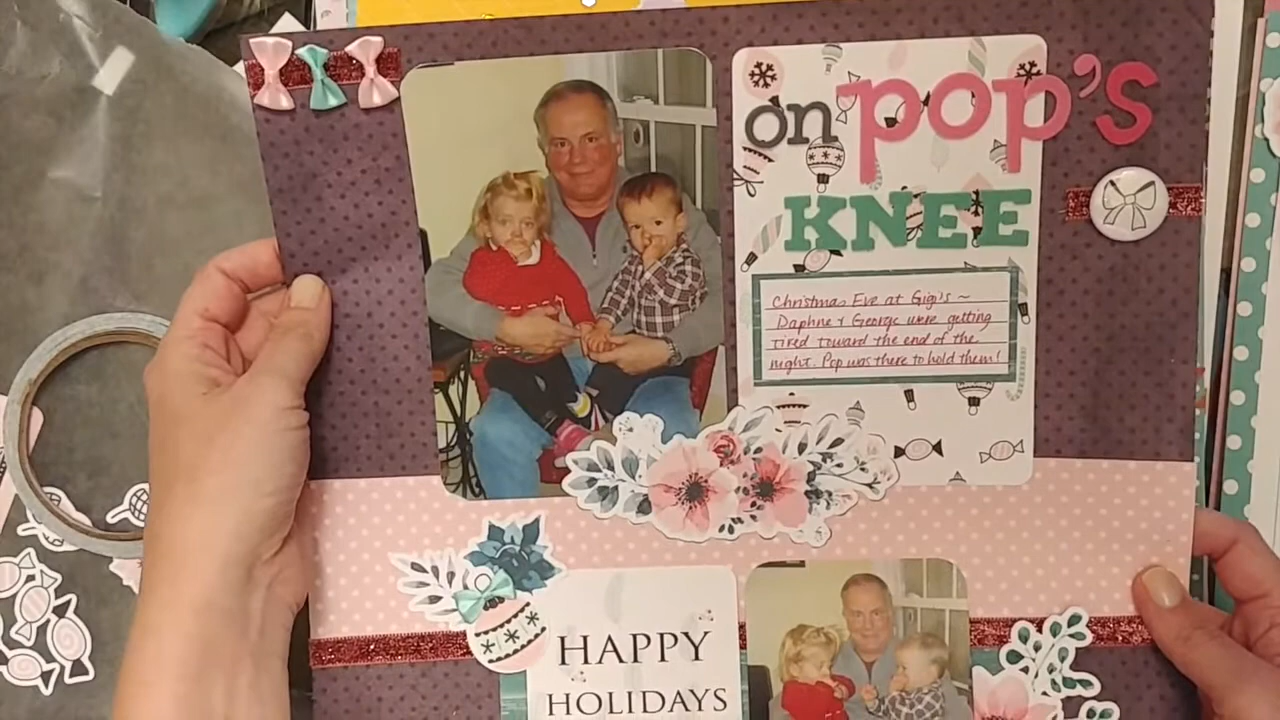 on pop's
KNEE
Christmas Eve at Gigi's ~
Daphne + George were getting
tired toward the end of the
night. Pop was there to hold them!
HAPPY
HOLIDAYS